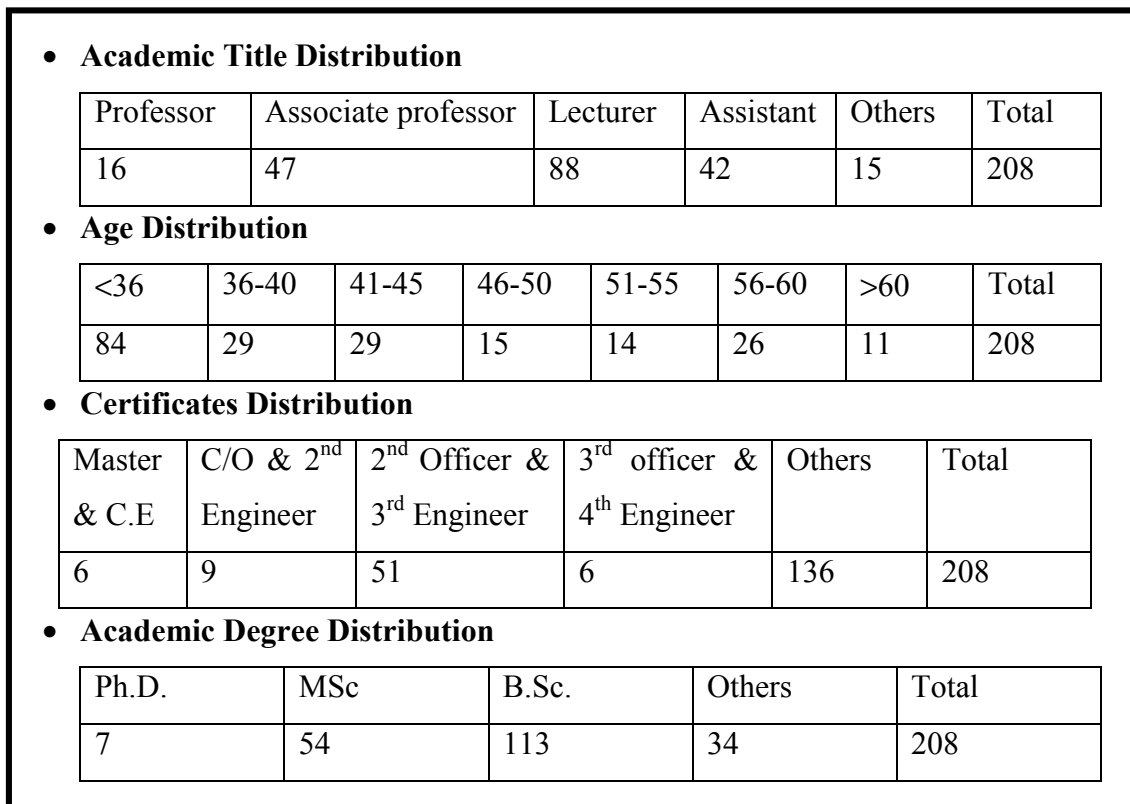 • Academic Title Distribution
Professor Associate professor Lecturer Assistant Others Total
16 47 88 42 15 208
• Age Distribution
<36 36-40 41-45 46-50 51-55 56-60 >60 Total
84 29 29 15 14 26 11 208
• Certificates Distribution
Master C/O & 2nd 2nd Officer & 3rd officer & Others Total
& C.E Engineer 3rd Engineer 4th Engineer
6 9 51 6 136 208
• Academic Degree Distribution
Ph.D. MSc B.Sc. Others Total
7 54 113 34 208